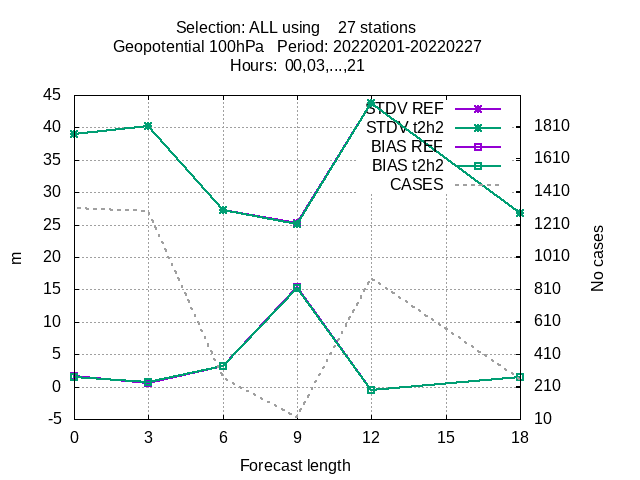 Selection: ALL using 27 stations
Geopotential 100hPa Period: 20220201-20220227
Hours: 00,03,...,21
STDV REF
STDV t2h2
BIAS REF
BIAS t2h2
CASES
45
40
35
30
25
20
15
10
5
0
-5
m
1810
1610
1410
1210
1010
810
610
410
210
10
No cases
0 3 6 9 12 15 18
Forecast length